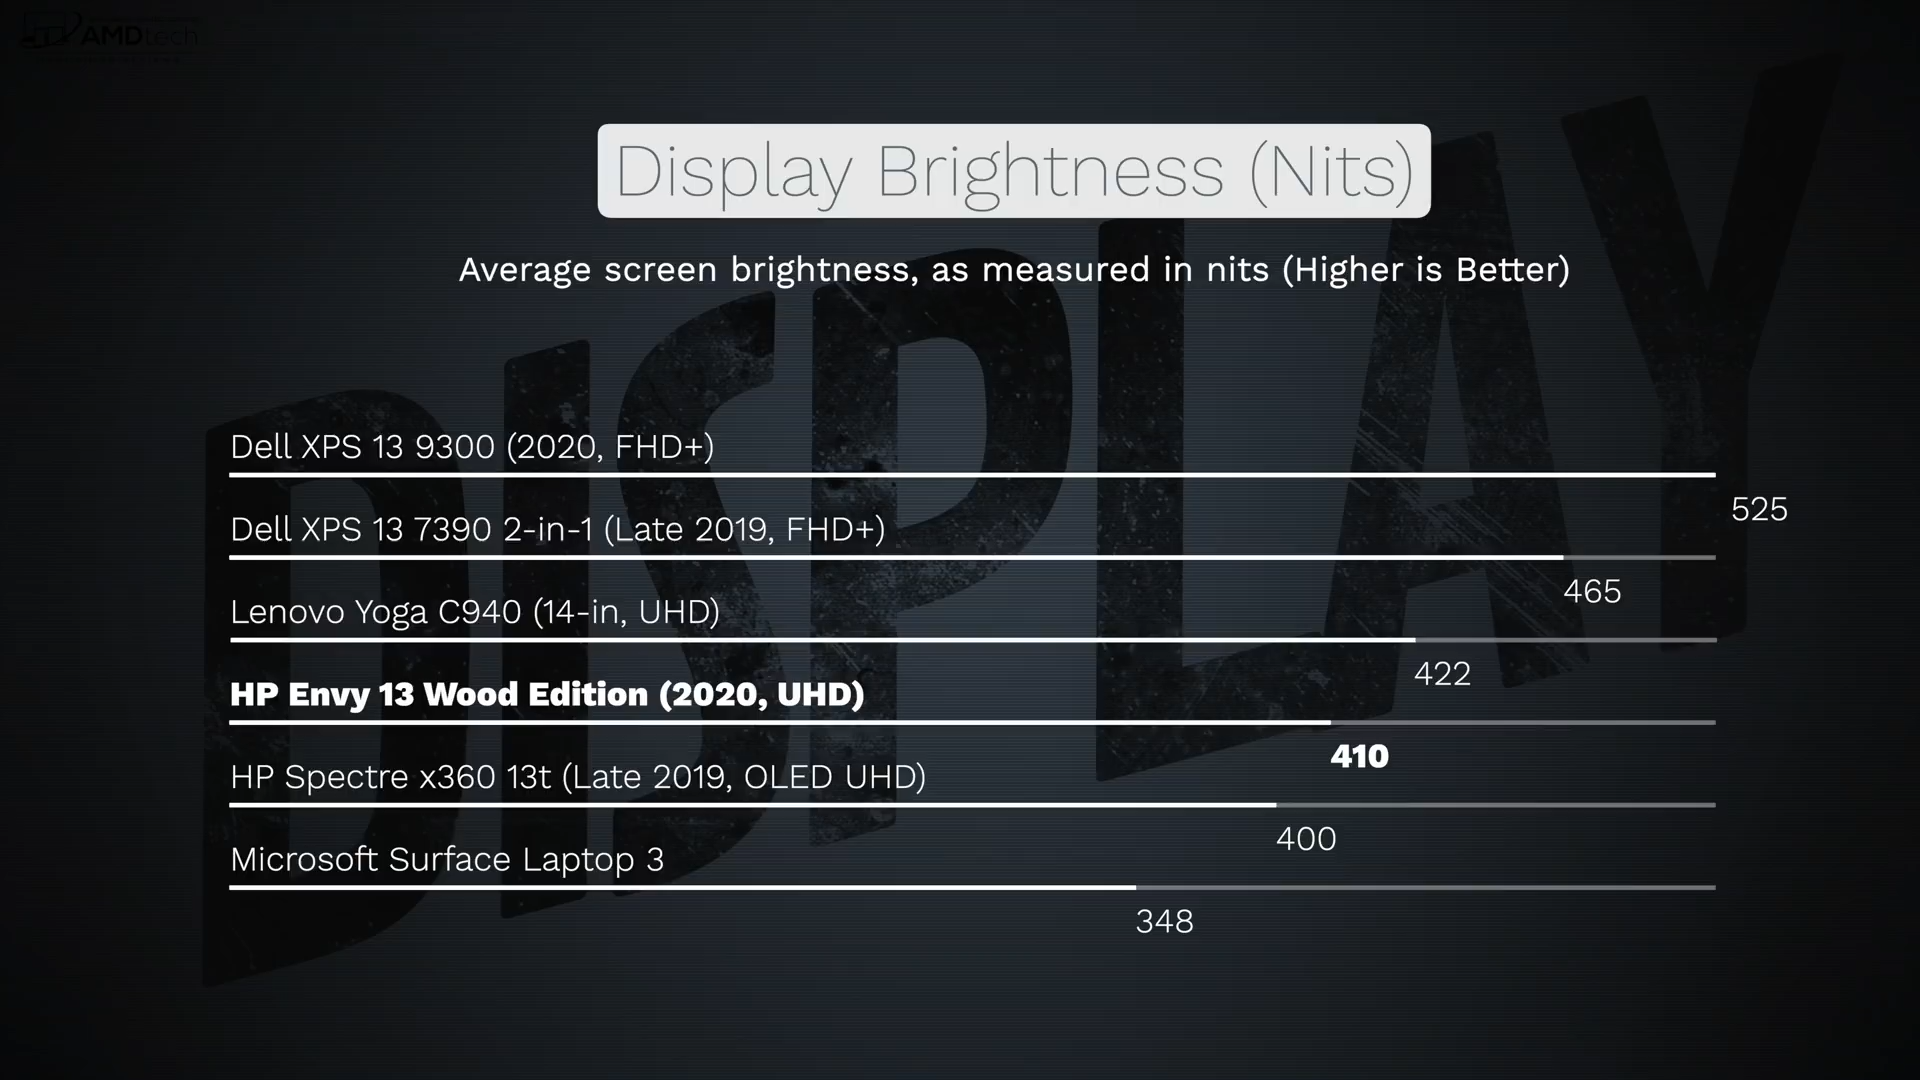 AMDtech
Display Brightness (Nits)
Average screen brightness, as measured in nits (Higher is Better)
DISPLAY
Dell XPS 13 9300 (2020, FHD+)
525
Dell XPS 13 7390 2-in-1 (Late 2019, FHD+)
465
Lenovo Yoga C940 (14-in, UHD)
422
HP Envy 13 Wood Edition (2020, UHD)
410
HP Spectre x360 13t (Late 2019, OLED UHD)
400
Microsoft Surface Laptop 3
348